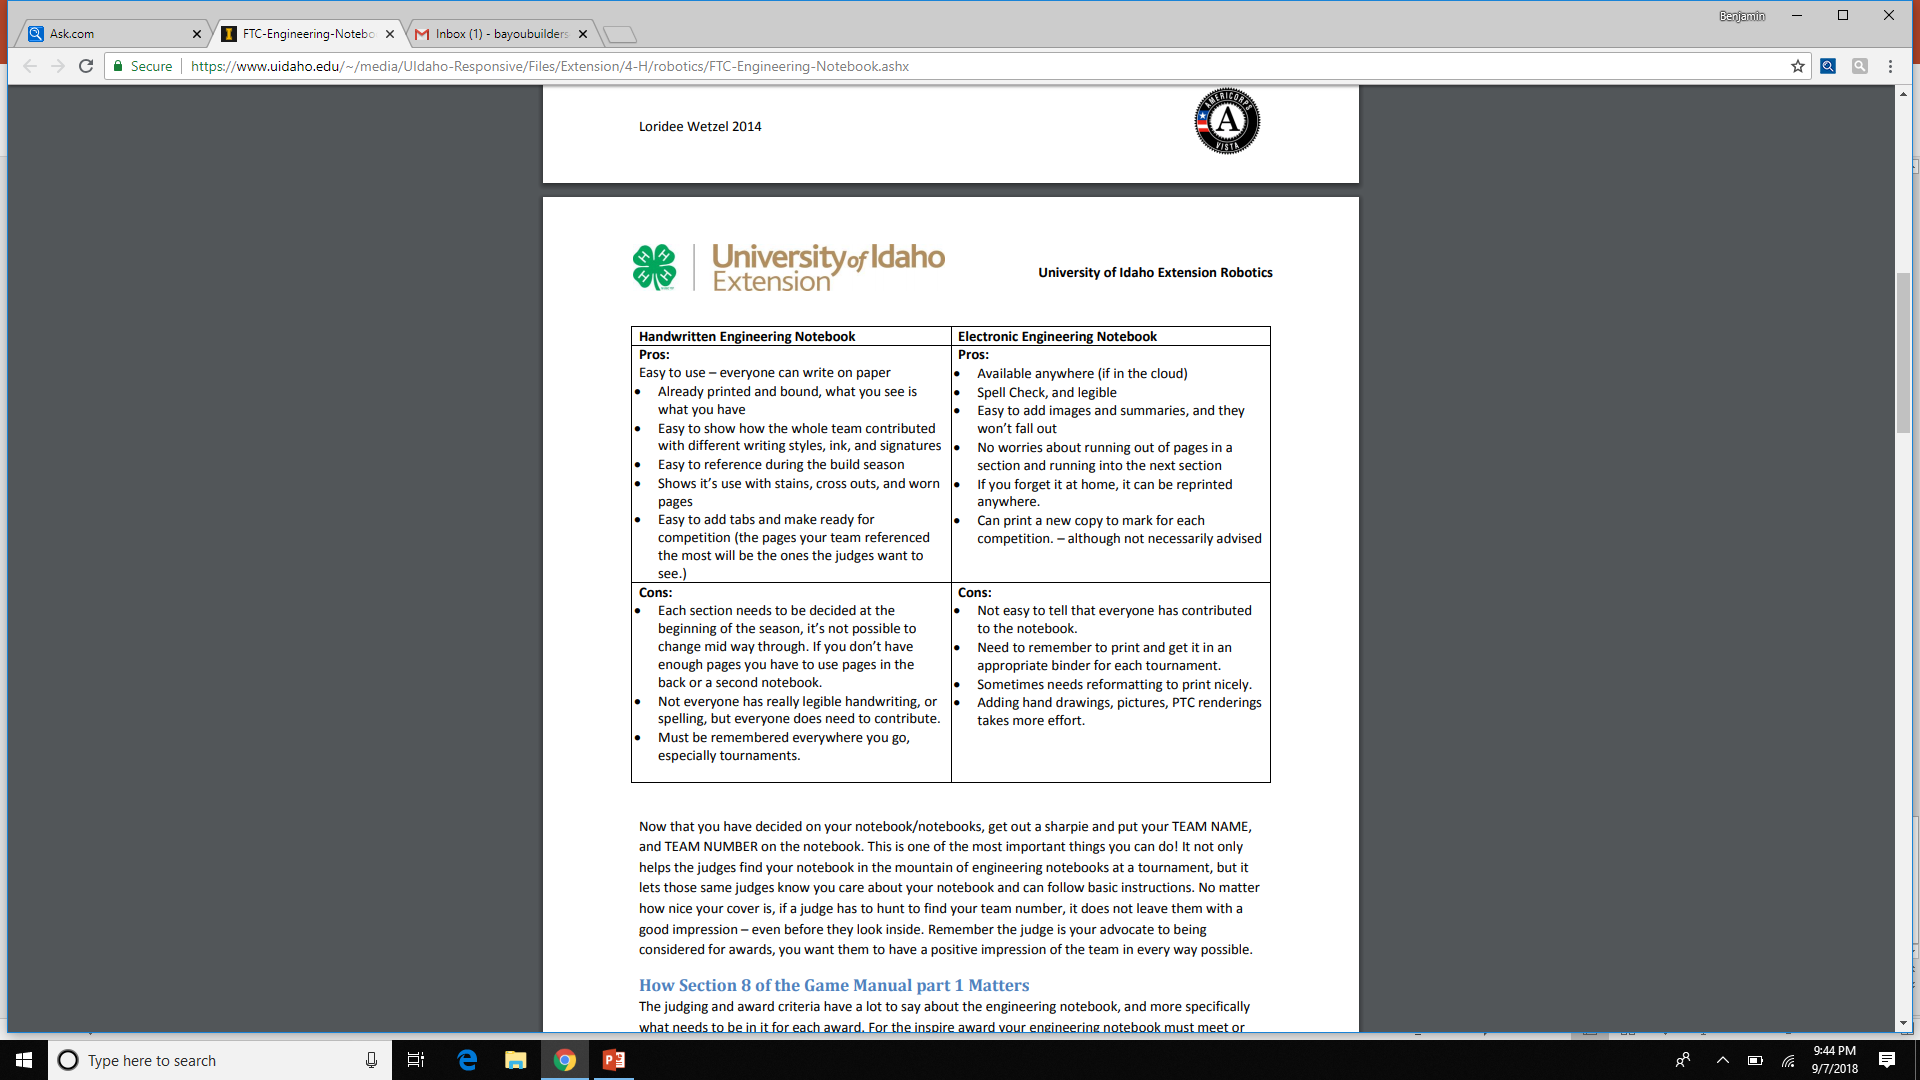 Benjamin
Ask.com
FTC-Engineering-Notebo
Inbox (1) - bayoubuilders
Secure
https://www.uidaho.edu/~/media/UIdaho-Responsive/Files/Extension/4-H/robotics/FTC-Engineering-Notebook.ashx
Loridee Wetzel 2014
AMERICORPS
A
VISTA
H H H H
University of Idaho
Extension
University of Idaho Extension Robotics
Handwritten Engineering Notebook
Pros:
Easy to use – everyone can write on paper
• Already printed and bound, what you see is
what you have
• Easy to show how the whole team contributed
with different writing styles, ink, and signatures
• Easy to reference during the build season
• Shows it’s use with stains, cross outs, and worn
pages
• Easy to add tabs and make ready for
competition (the pages your team referenced
the most will be the ones the judges want to
see.)
Electronic Engineering Notebook
Pros:
• Available anywhere (if in the cloud)
• Spell Check, and legible
• Easy to add images and summaries, and they
won’t fall out
• No worries about running out of pages in a
section and running into the next section
• If you forget it at home, it can be reprinted
anywhere.
• Can print a new copy to mark for each
competition. – although not necessarily advised
Cons:
• Each section needs to be decided at the
beginning of the season, it’s not possible to
change mid way through. If you don’t have
enough pages you have to use pages in the
back or a second notebook.
• Not everyone has really legible handwriting, or
spelling, but everyone does need to contribute.
• Must be remembered everywhere you go,
especially tournaments.
Cons:
• Not easy to tell that everyone has contributed
to the notebook.
• Need to remember to print and get it in an
appropriate binder for each tournament.
• Sometimes needs reformatting to print nicely.
• Adding hand drawings, pictures, PTC renderings
takes more effort.
Now that you have decided on your notebook/notebooks, get out a sharpie and put your TEAM NAME,
and TEAM NUMBER on the notebook. This is one of the most important things you can do! It not only
helps the judges find your notebook in the mountain of engineering notebooks at a tournament, but it
lets those same judges know you care about your notebook and can follow basic instructions. No matter
how nice your cover is, if a judge has to hunt to find your team number, it does not leave them with a
good impression – even before they look inside. Remember the judge is your advocate to being
considered for awards, you want them to have a positive impression of the team in every way possible.
How Section 8 of the Game Manual part 1 Matters
The judging and award criteria have a lot to say about the engineering notebook, and more specifically
what needs to be in it for each award. For the inspire award your engineering notebook must meet or
Type here to search
9:44 PM
9/7/2018